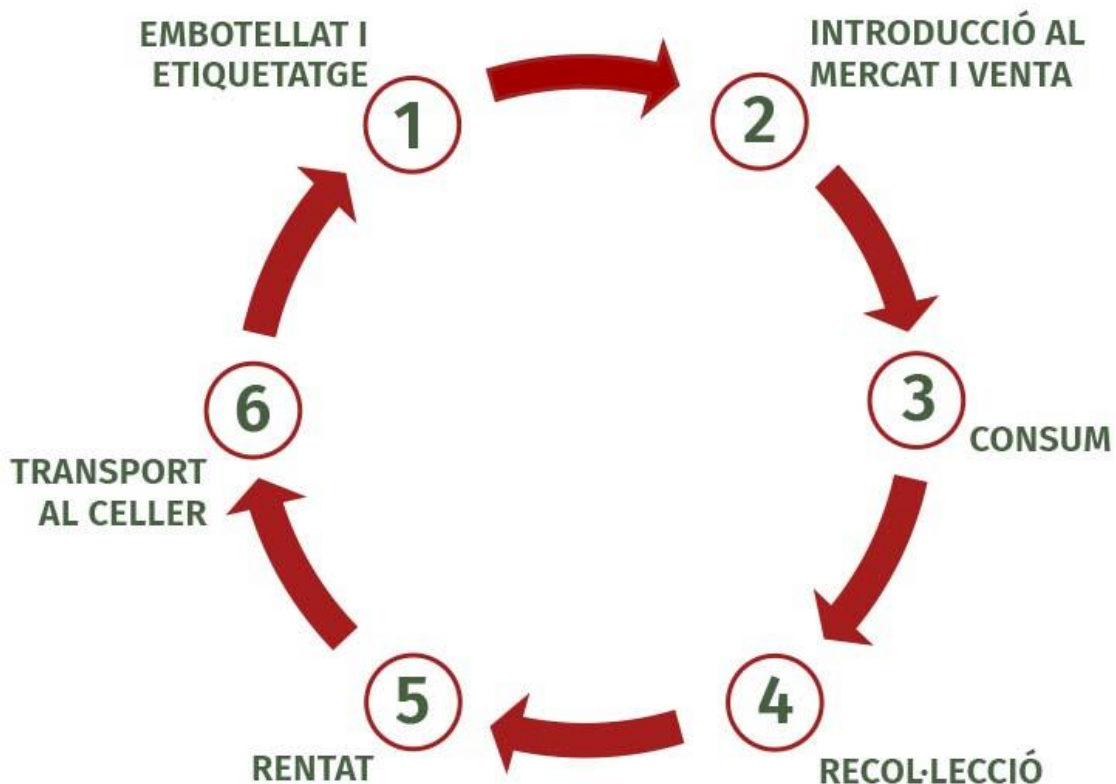 EMBOTELLAT I
ETIQUETATGE
1
INTRODUCCIÓ AL
MERCAT I VENTA
2
3
CONSUM
4
RECOL·LECCIÓ
5
RENTAT
6
TRANSPORT
AL CELLER